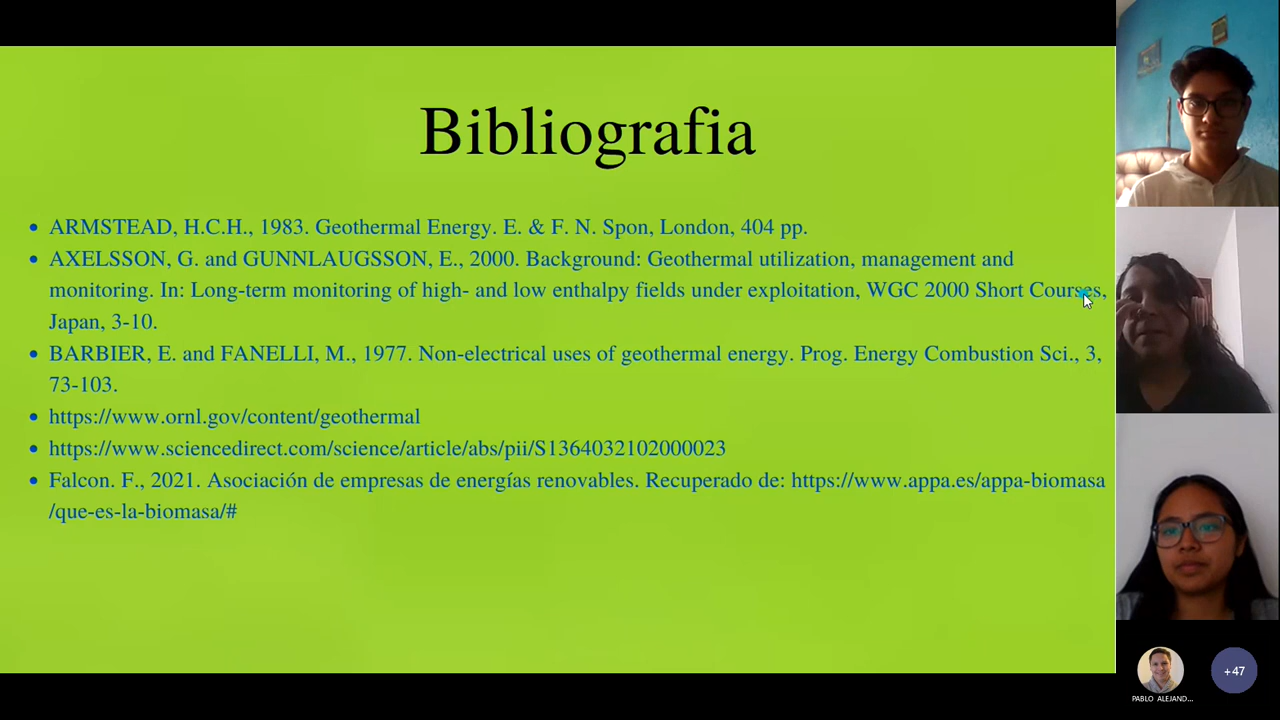 Bibliografia
ARMSTEAD, H.C.H., 1983. Geothermal Energy. E. & F. N. Spon, London, 404 pp.
AXELSSON, G. and GUNNLAUGSSON, E., 2000. Background: Geothermal utilization, management and
monitoring. In: Long-term monitoring of high- and low enthalpy fields under exploitation, WGC 2000 Short Courses,
Japan, 3-10.
BARBIER, E. and FANELLI, M., 1977. Non-electrical uses of geothermal energy. Prog. Energy Combustion Sci., 3,
73-103.
https://www.ornl.gov/content/geothermal
https://www.sciencedirect.com/science/article/abs/pii/S1364032102000023
Falcon. F., 2021. Asociación de empresas de energías renovables. Recuperado de: https://www.appa.es/appa-biomasa
/que-es-la-biomasa/#
PABLO ALEJAND...
+47